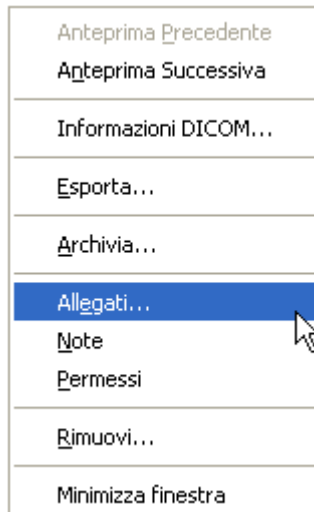 Anteprima Precedente
Anteprima Successiva
Informazioni DICOM...
Esporta...
Archivia...
Allegati...
Note
Permessi
Rimuovi...
Minimizza finestra